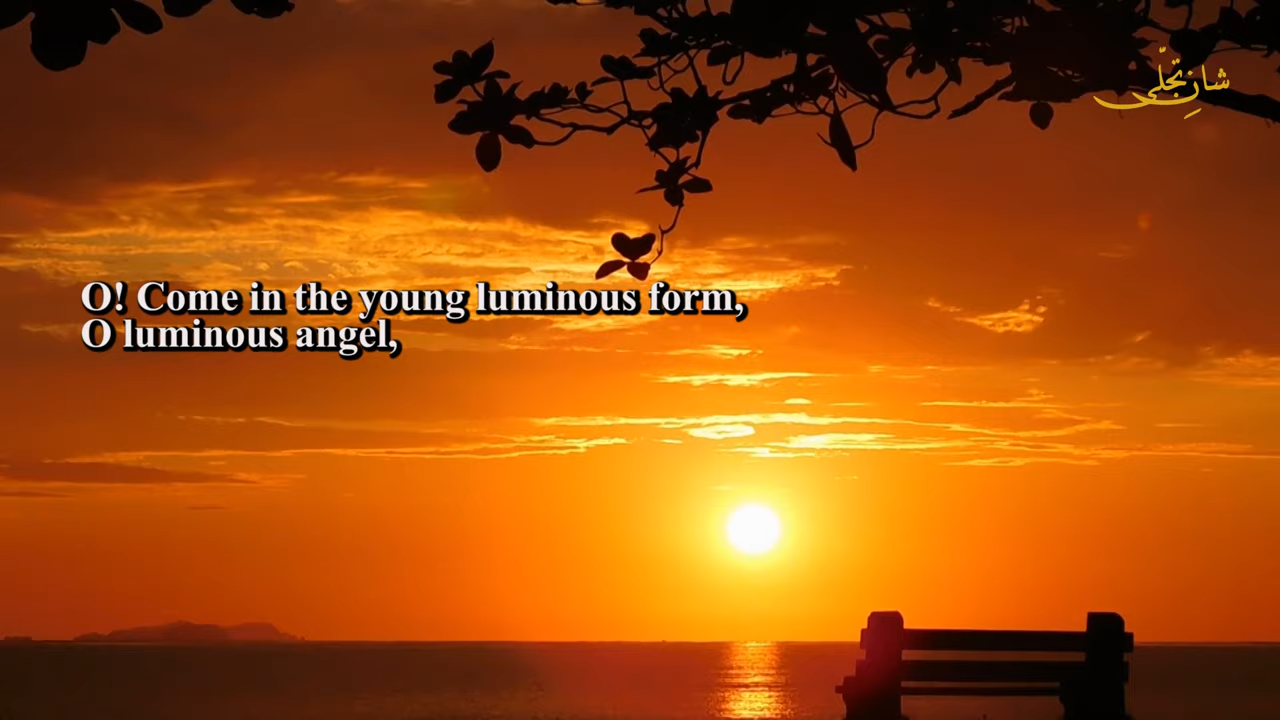 شانِ تجلّی
O! Come in the young luminous form,
O luminous angel,